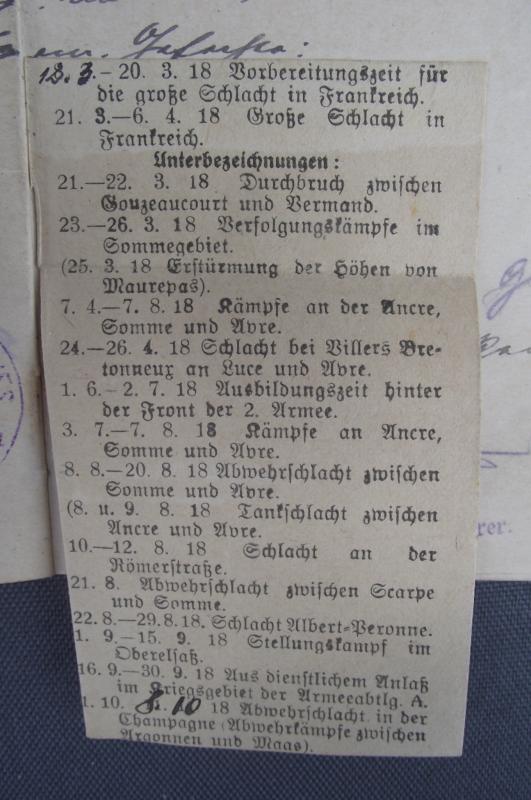 12.3.–20. 3. 18 Vorbereitungszeit für
die große Schlacht in Frankreich.
21. 3.—6. 4. 18 Große Schlacht in
Frankreich.
Unterbezeichnungen:
21.—22. 3. 18 Durchbruch zwischen
Gouzeaucourt und Vermand.
23.—26. 3. 18 Verfolgungskämpfe im
Sommegebiet.
(25. 3. 18 Erstürmung der Höhen von
Maurepas).
7. 4.—7. 8. 18 Kämpfe an der Ancre,
Somme und Avre.
24.—26. 4. 18 Schlacht bei Villers Bre-
tonneux an Luce und Avre.
1. 6.—2. 7. 18 Ausbildungszeit hinter
der Front der 2. Armee.
3. 7.—7. 8. 18 Kämpfe an Ancre,
Somme und Avre.
8. 8.—20. 8. 18 Abwehrschlacht zwischen
Somme und Avre.
(8. u. 9. 8. 18 Tankschlacht zwischen
Ancre und Avre.
10.—12. 8. 18 Schlacht an der
Römerstraße.
21. 8. Abwehrschlacht zwischen Scarpe
und Somme.
22.8.—29.8.18. Schlacht Albert-Peronne.
1. 9.—15. 9. 18 Stellungskampf im
Oberelsaß.
16. 9.—30. 9. 18 Aus dienstlichem Anlaß
im Kriegsgebiet der Armeeabtlg. A.
1. 10. 8. 10 18 Abwehrschlacht in der
Champagne (Abwehrkämpfe zwischen
Argonnen und Maas).
rer.